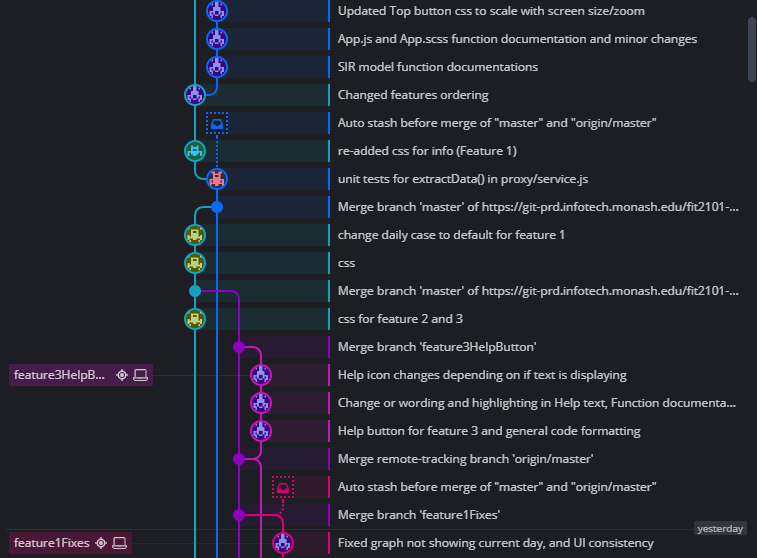 Updated Top button css to scale with screen size/zoom
App.js and App.scss function documentation and minor changes
SIR model function documentations
Changed features ordering
Auto stash before merge of "master" and "origin/master"
re-added css for info (Feature 1)
unit tests for extractData() in proxy/service.js
Merge branch 'master' of https://git-prd.infotech.monash.edu/fit2101-...
change daily case to default for feature 1
css
Merge branch 'master' of https://git-prd.infotech.monash.edu/fit2101-...
css for feature 2 and 3
Merge branch 'feature3HelpButton'
feature3HelpB... Help icon changes depending on if text is displaying
Change or wording and highlighting in Help text, Function documenta...
Help button for feature 3 and general code formatting
Merge remote-tracking branch 'origin/master'
Auto stash before merge of "master" and "origin/master"
Merge branch 'feature1Fixes'
yesterday
feature1Fixes Fixed graph not showing current day, and UI consistency